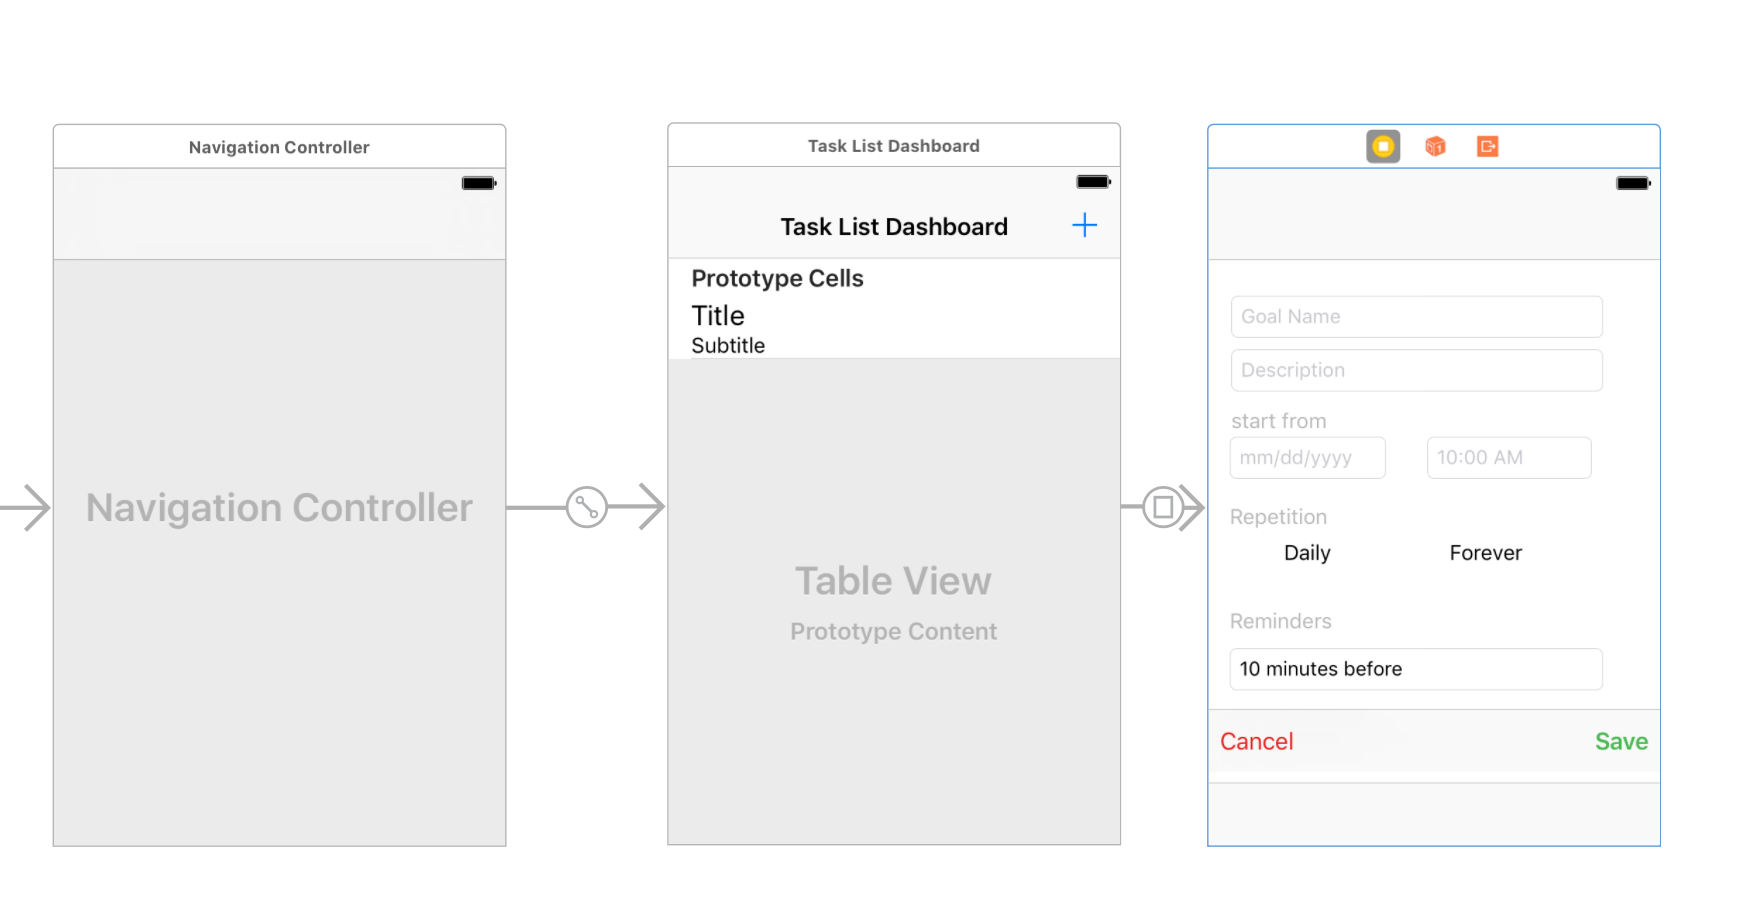 Navigation Controller
Navigation Controller
Task List Dashboard
Task List Dashboard +
Prototype Cells
Title
Subtitle
Table View
Prototype Content
1
Goal Name
Description
start from
mm/dd/yyyy 10:00 AM
Repetition
Daily Forever
Reminders
10 minutes before
Cancel Save